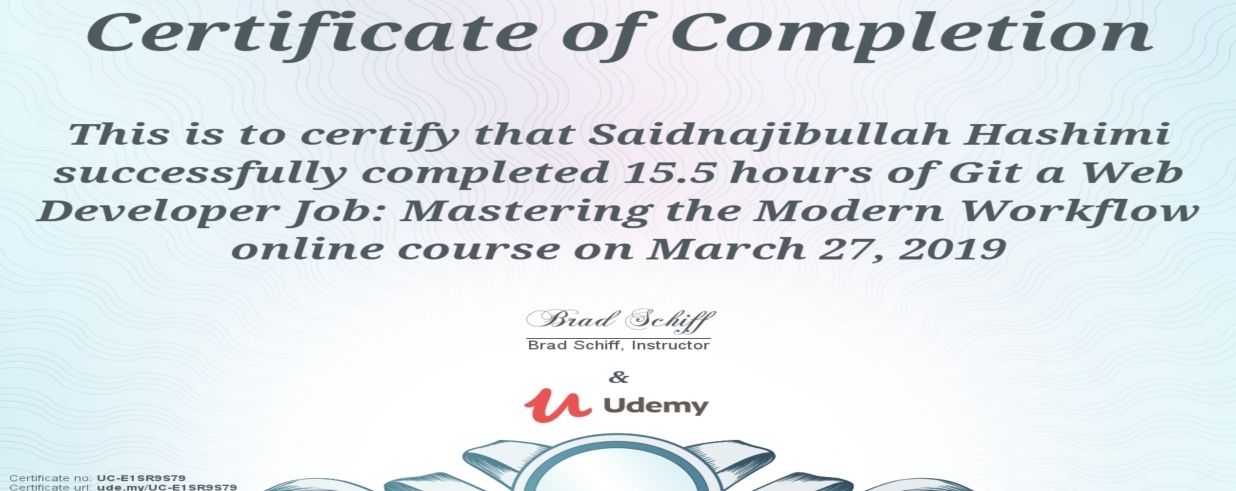 Certificate of Completion
This is to certify that Saidnajibullah Hashimi
successfully completed 15.5 hours of Git a Web
Developer Job: Mastering the Modern Workflow
online course on March 27, 2019
Brad Schiff
Brad Schiff, Instructor
&
Udemy
Certificate no: UC-E1SR9S79
Certificate url: ude.my/UC-E1SR9S79